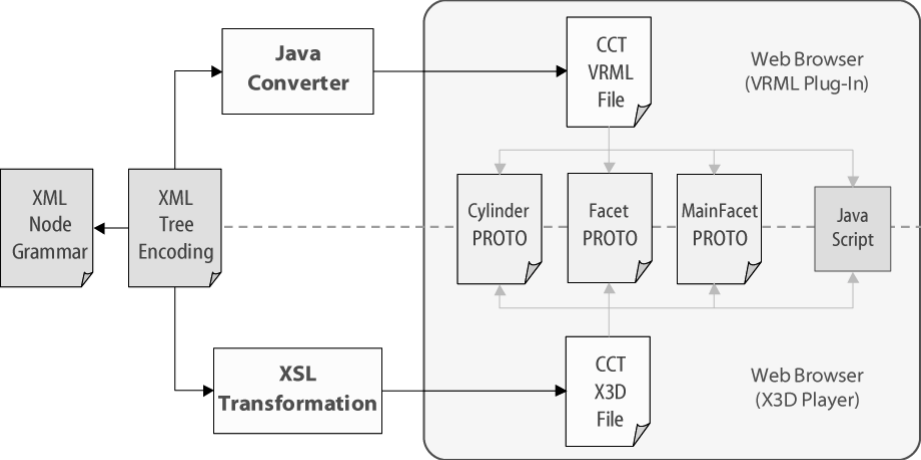 Java
Converter
CCT
VRML
File
Web Browser
(VRML Plug-In)
XML
Node
Grammar
XML
Tree
Encoding
Cylinder
PROTO
Facet
PROTO
MainFacet
PROTO
Java
Script
XSL
Transformation
CCT
X3D
File
Web Browser
(X3D Player)